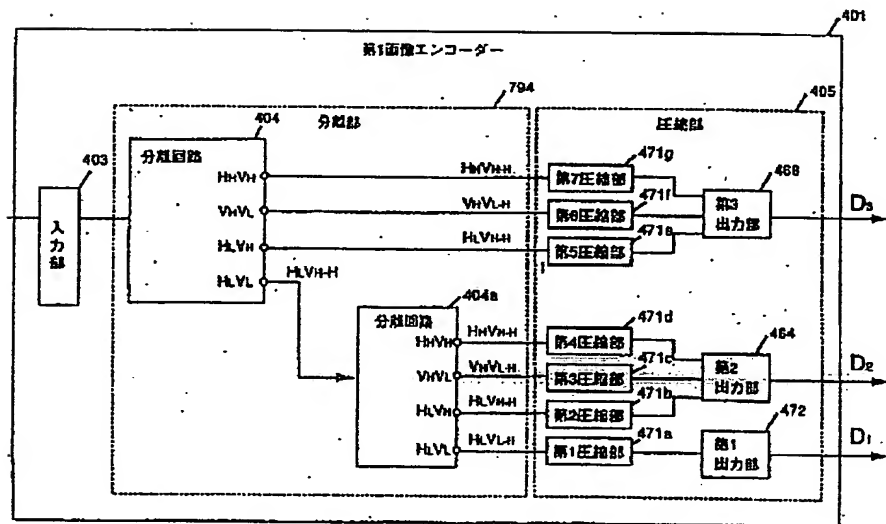 401
第1画像エンコーダー
794
405
分離部
圧縮部
404
分離回路
403
入力部
HHVH
VHVL
HLVH
HLVL
HHVH-H
VHVL-H
HLVH-H
HLVH-H
471g
第7圧縮部
471f
第6圧縮部
第5圧縮部
468
第3
出力部
D3
404a
分離回路
HHVH
VHVL
HLVH
HLVL
HHVH-H
VHVL-H
HLVH-H
HLVL-H
471d
第4圧縮部
471c
第3圧縮部
471b
第2圧縮部
471a
第1圧縮部
464
第2
出力部
D2
472
第1
出力部
D1